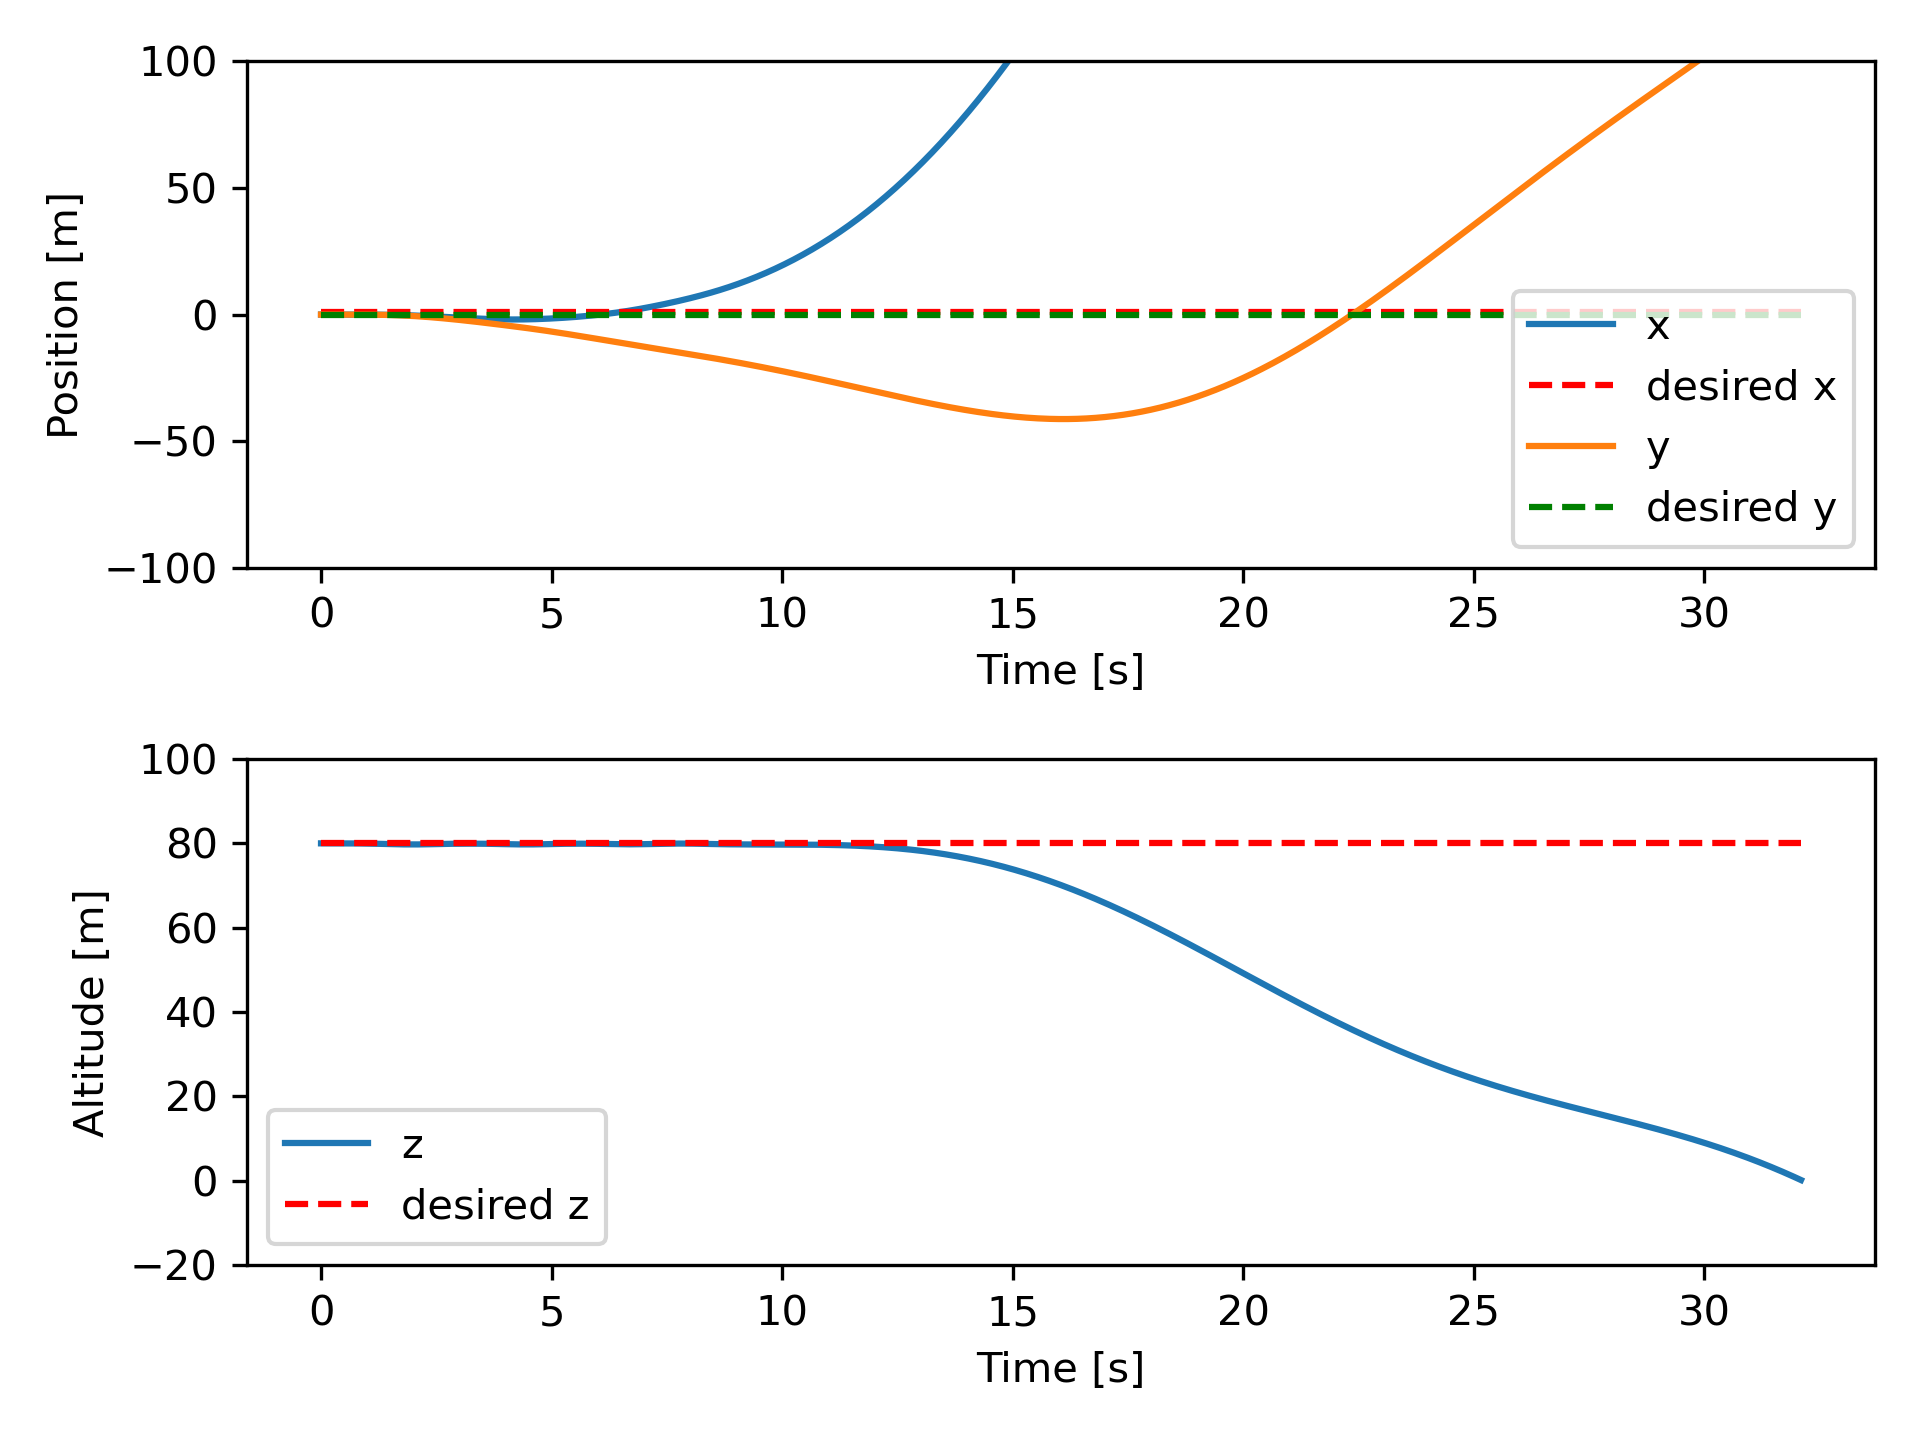 100
50
0
−50
−100
Position [m]
x
desired x
y
desired y
0 5 10 15 20 25 30
Time [s]
100
80
60
40
20
0
−20
Altitude [m]
z
desired z
0 5 10 15 20 25 30
Time [s]